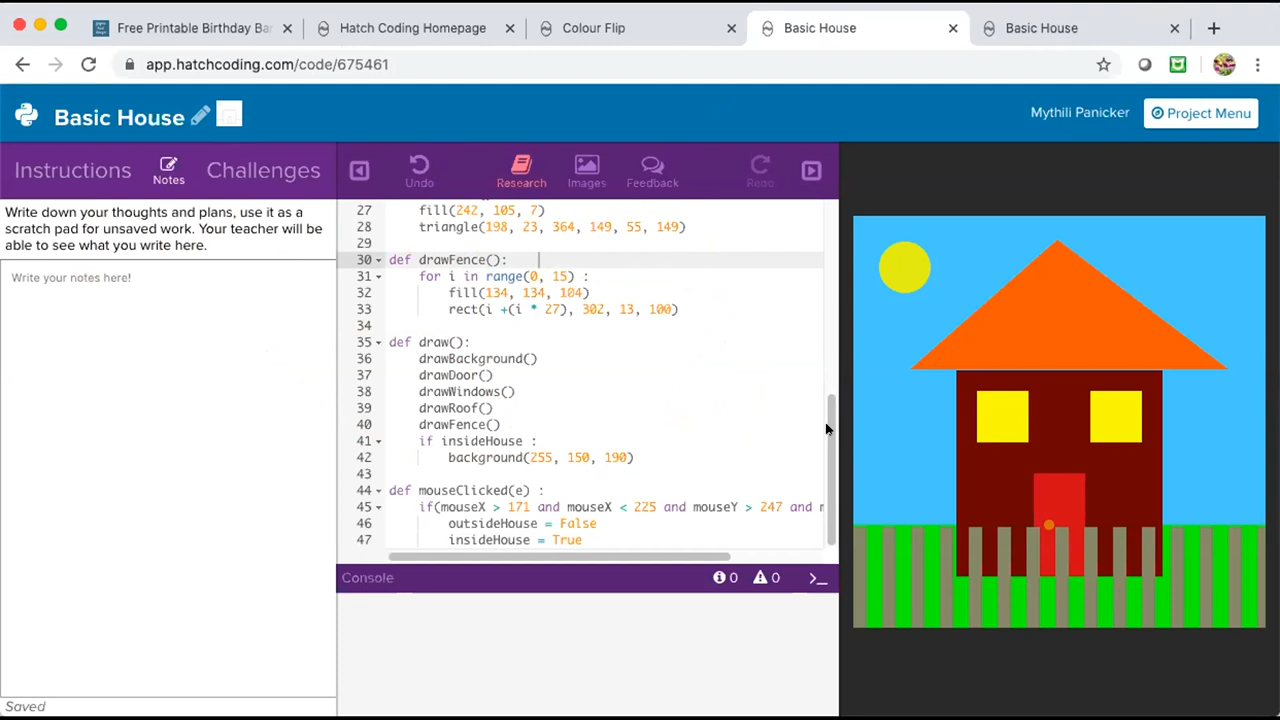 Free Printable Birthday Ba
Hatch Coding Homepage
Colour Flip
Basic House
Basic House
app.hatchcoding.com/code/675461
Basic House
Mythili Panicker
Project Menu
Instructions
Notes
Challenges
Undo
Research
Images
Feedback
Write down your thoughts and plans, use it as a
scratch pad for unsaved work. Your teacher will be
able to see what you write here.
Write your notes here!
27 fill(242, 105, 7)
28 triangle(198, 23, 364, 149, 55, 149)
29
30 def drawFence():
31 for i in range(0, 15) :
32 fill(134, 134, 104)
33 rect(i +(i * 27), 302, 13, 100)
34
35 def draw():
36 drawBackground()
37 drawDoor()
38 drawWindows()
39 drawRoof()
40 drawFence()
41 if insideHouse :
42 background(255, 150, 190)
43
44 def mouseClicked(e) :
45 if(mouseX > 171 and mouseX < 225 and mouseY > 247 and m
46 outsideHouse = False
47 insideHouse = True
Console
0
0
Saved